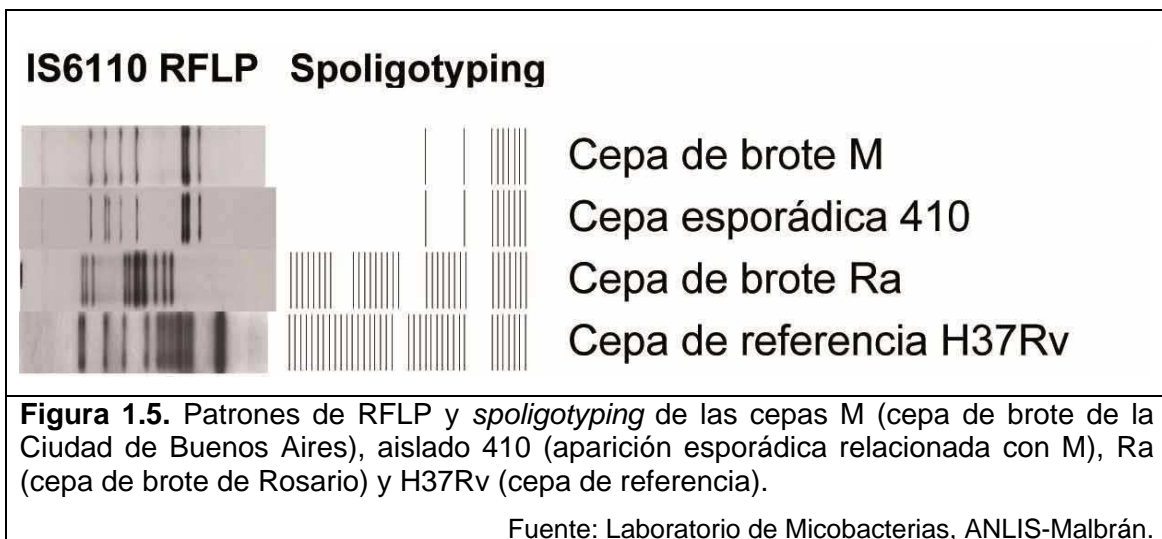 IS6110 RFLP Spoligotyping
Cepa de brote M
Cepa esporádica 410
Cepa de brote Ra
Cepa de referencia H37Rv
Figura 1.5. Patrones de RFLP y spoligotyping de las cepas M (cepa de brote de la
Ciudad de Buenos Aires), aislado 410 (aparición esporádica relacionada con M), Ra
(cepa de brote de Rosario) y H37Rv (cepa de referencia).
Fuente: Laboratorio de Micobacterias, ANLIS-Malbrán.